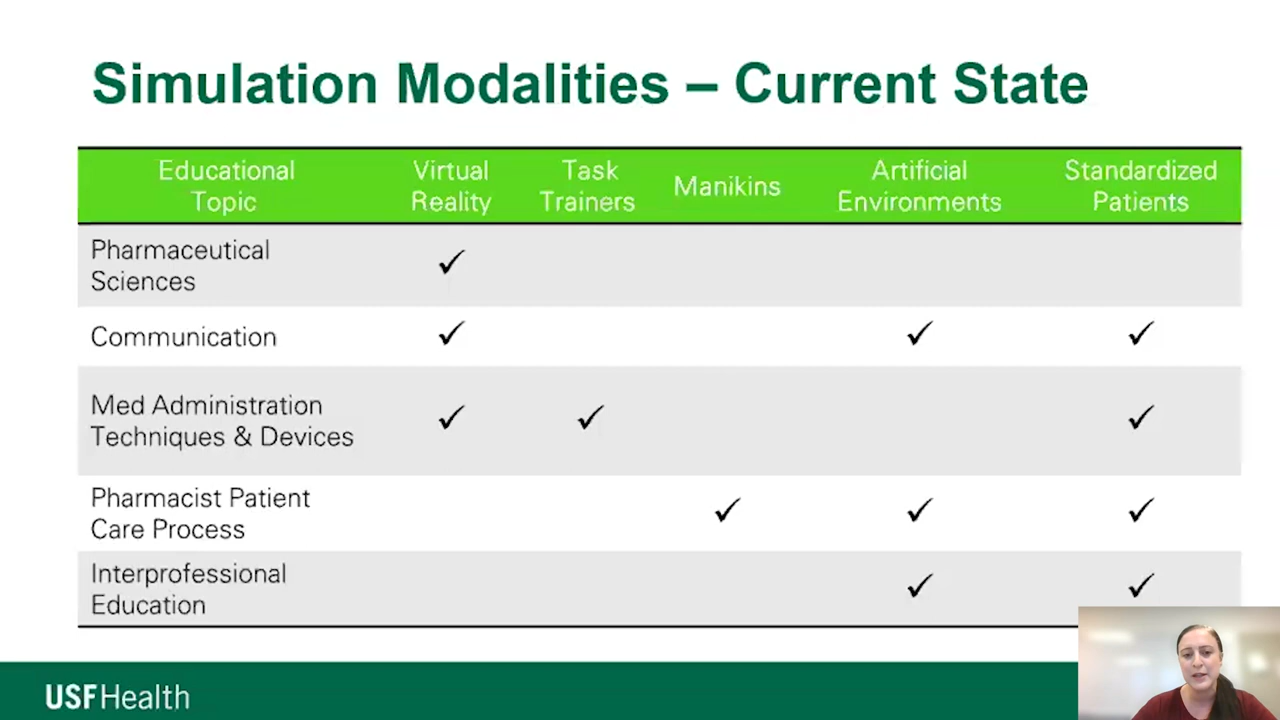 Simulation Modalities – Current State
Educational Topic Virtual Reality Task Trainers Manikins Artificial Environments Standardized Patients
Pharmaceutical
Sciences ✓
Communication ✓ ✓ ✓
Med Administration
Techniques & Devices ✓ ✓ ✓
Pharmacist Patient
Care Process ✓ ✓ ✓
Interprofessional
Education ✓ ✓
USFHealth